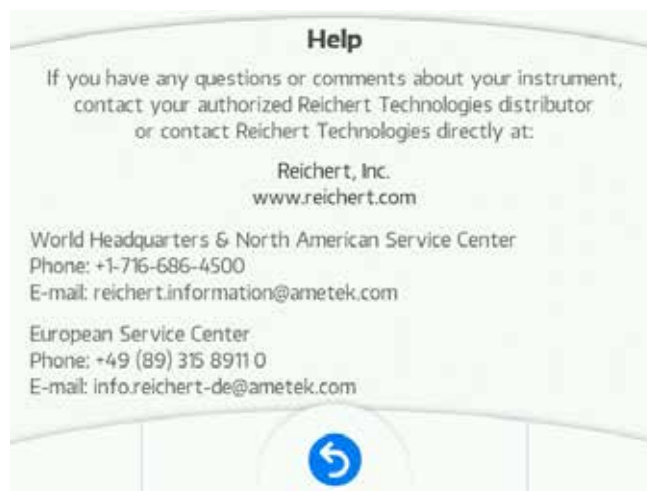 Help
If you have any questions or comments about your instrument,
contact your authorized Reichert Technologies distributor
or contact Reichert Technologies directly at:
Reichert, Inc.
www.reichert.com
World Headquarters & North American Service Center
Phone: +1-716-686-4500
E-mail: reichert.information@ametek.com
European Service Center
Phone: +49 (89) 315 8911 0
E-mail: info.reichert-de@ametek.com